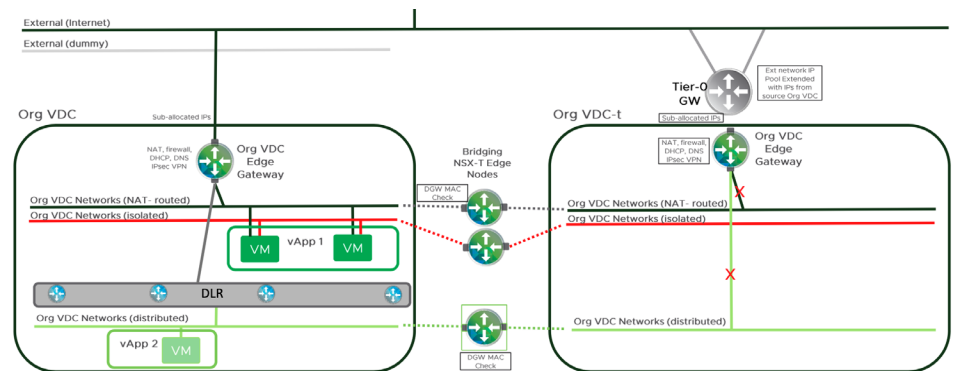 External (Internet)
External (dummy)
Tier-0
GW
Ext network IP
Pool Extended
with IPs from
source Org VDC
Org VDC
Sub-allocated IPs
Org VDC-t
Sub-allocated IPs
NAT, firewall,
DHCP, DNS
IPsec VPN
Org VDC
Edge
Gateway
Bridging
NSX-T Edge
Nodes
NAT, firewall,
DHCP, DNS
IPsec VPN
Org VDC
Edge
Gateway
DGW MAC
Check
Org VDC Networks (NAT- routed)
Org VDC Networks (isolated)
Org VDC Networks (NAT- routed)
X
Org VDC Networks (isolated)
vApp 1
VM
VM
X
DLR
Org VDC Networks (distributed)
Org VDC Networks (distributed)
vApp 2
VM
DGW MAC
Check